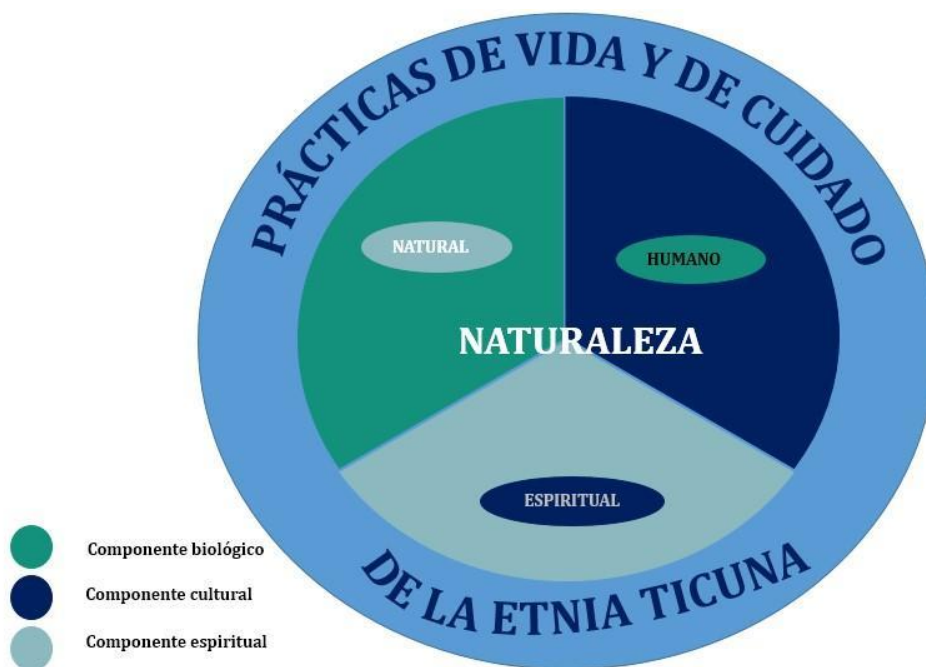 PRÁCTICAS DE VIDA Y DE CUIDADO
NATURAL
HUMANO
NATURALEZA
ESPIRITUAL
DE LA ETNIA TICUNA
Componente biológico
Componente cultural
Componente espiritual